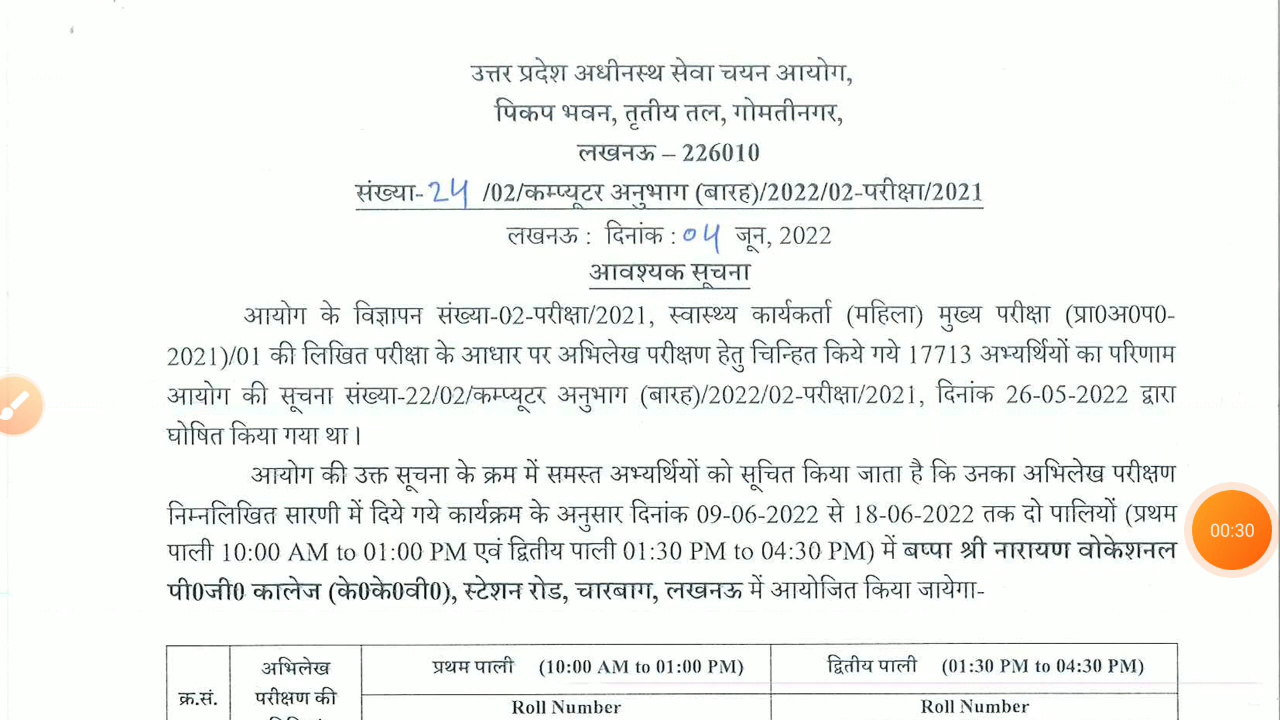 उत्तर प्रदेश अधीनस्थ सेवा चयन आयोग,
पिकप भवन, तृतीय तल, गोमतीनगर,
लखनऊ – 226010
संख्या-24 /02/कम्प्यूटर अनुभाग (बारह)/2022/02-परीक्षा/2021
लखनऊ : दिनांक : 04 जून, 2022
आवश्यक सूचना
आयोग के विज्ञापन संख्या-02-परीक्षा/2021, स्वास्थ्य कार्यकर्ता (महिला) मुख्य परीक्षा (प्रा0अ0प0-
2021)/01 की लिखित परीक्षा के आधार पर अभिलेख परीक्षण हेतु चिन्हित किये गये 17713 अभ्यर्थियों का परिणाम
आयोग की सूचना संख्या-22/02/कम्प्यूटर अनुभाग (बारह)/2022/02-परीक्षा/2021, दिनांक 26-05-2022 द्वारा
घोषित किया गया था।
आयोग की उक्त सूचना के क्रम में समस्त अभ्यर्थियों को सूचित किया जाता है कि उनका अभिलेख परीक्षण
निम्नलिखित सारणी में दिये गये कार्यक्रम के अनुसार दिनांक 09-06-2022 से 18-06-2022 तक दो पालियों (प्रथम
पाली 10:00 AM to 01:00 PM एवं द्वितीय पाली 01:30 PM to 04:30 PM) में बप्पा श्री नारायण वोकेशनल
पी0जी0 कालेज (के0के0वी0), स्टेशन रोड, चारबाग, लखनऊ में आयोजित किया जायेगा-
00:30
क्र.सं.
अभिलेख
परीक्षण की
प्रथम पाली (10:00 AM to 01:00 PM)
द्वितीय पाली (01:30 PM to 04:30 PM)
Roll Number
Roll Number